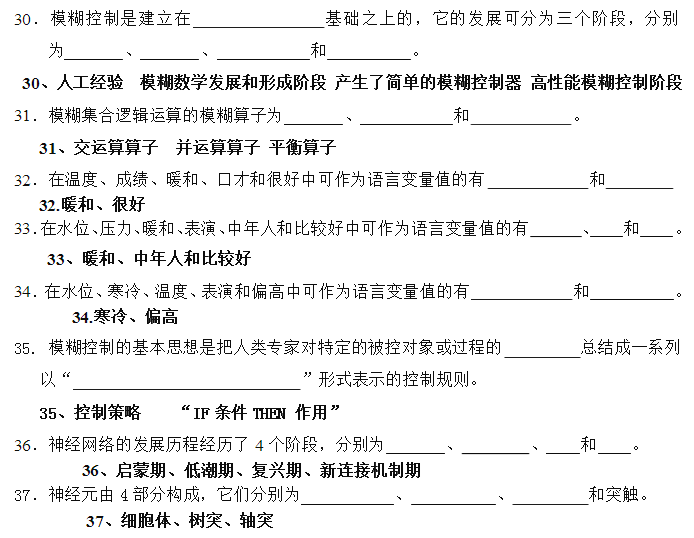 30．模糊控制是建立在________________基础之上的，它的发展可分为三个阶段，分别
为_______、_______、_____________和__________。
30、人工经验　模糊数学发展和形成阶段 产生了简单的模糊控制器 高性能模糊控制阶段
31．模糊集合逻辑运算的模糊算子为_______、___________和____________。
31、交运算算子　并运算算子 平衡算子
32．在温度、成绩、暖和、口才和很好中可作为语言变量值的有____________和________
32.暖和、很好
33.在水位、压力、暖和、表演、中年人和比较好中可作为语言变量值的有______、____和____。
33、暖和、中年人和比较好
34．在水位、寒冷、温度、表演和偏高中可作为语言变量值的有____________和__________。
34.寒冷、偏高
35. 模糊控制的基本思想是把人类专家对特定的被控对象或过程的_________总结成一系列
以“___________________________”形式表示的控制规则。
35、控制策略　　“IF 条件 THEN 作用”
36．神经网络的发展历程经历了 4 个阶段，分别为_______、________、____和____。
36、启蒙期、低潮期、复兴期、新连接机制期
37．神经元由 4 部分构成，它们分别为___________、__________、_________和突触。
37、细胞体、树突、轴突